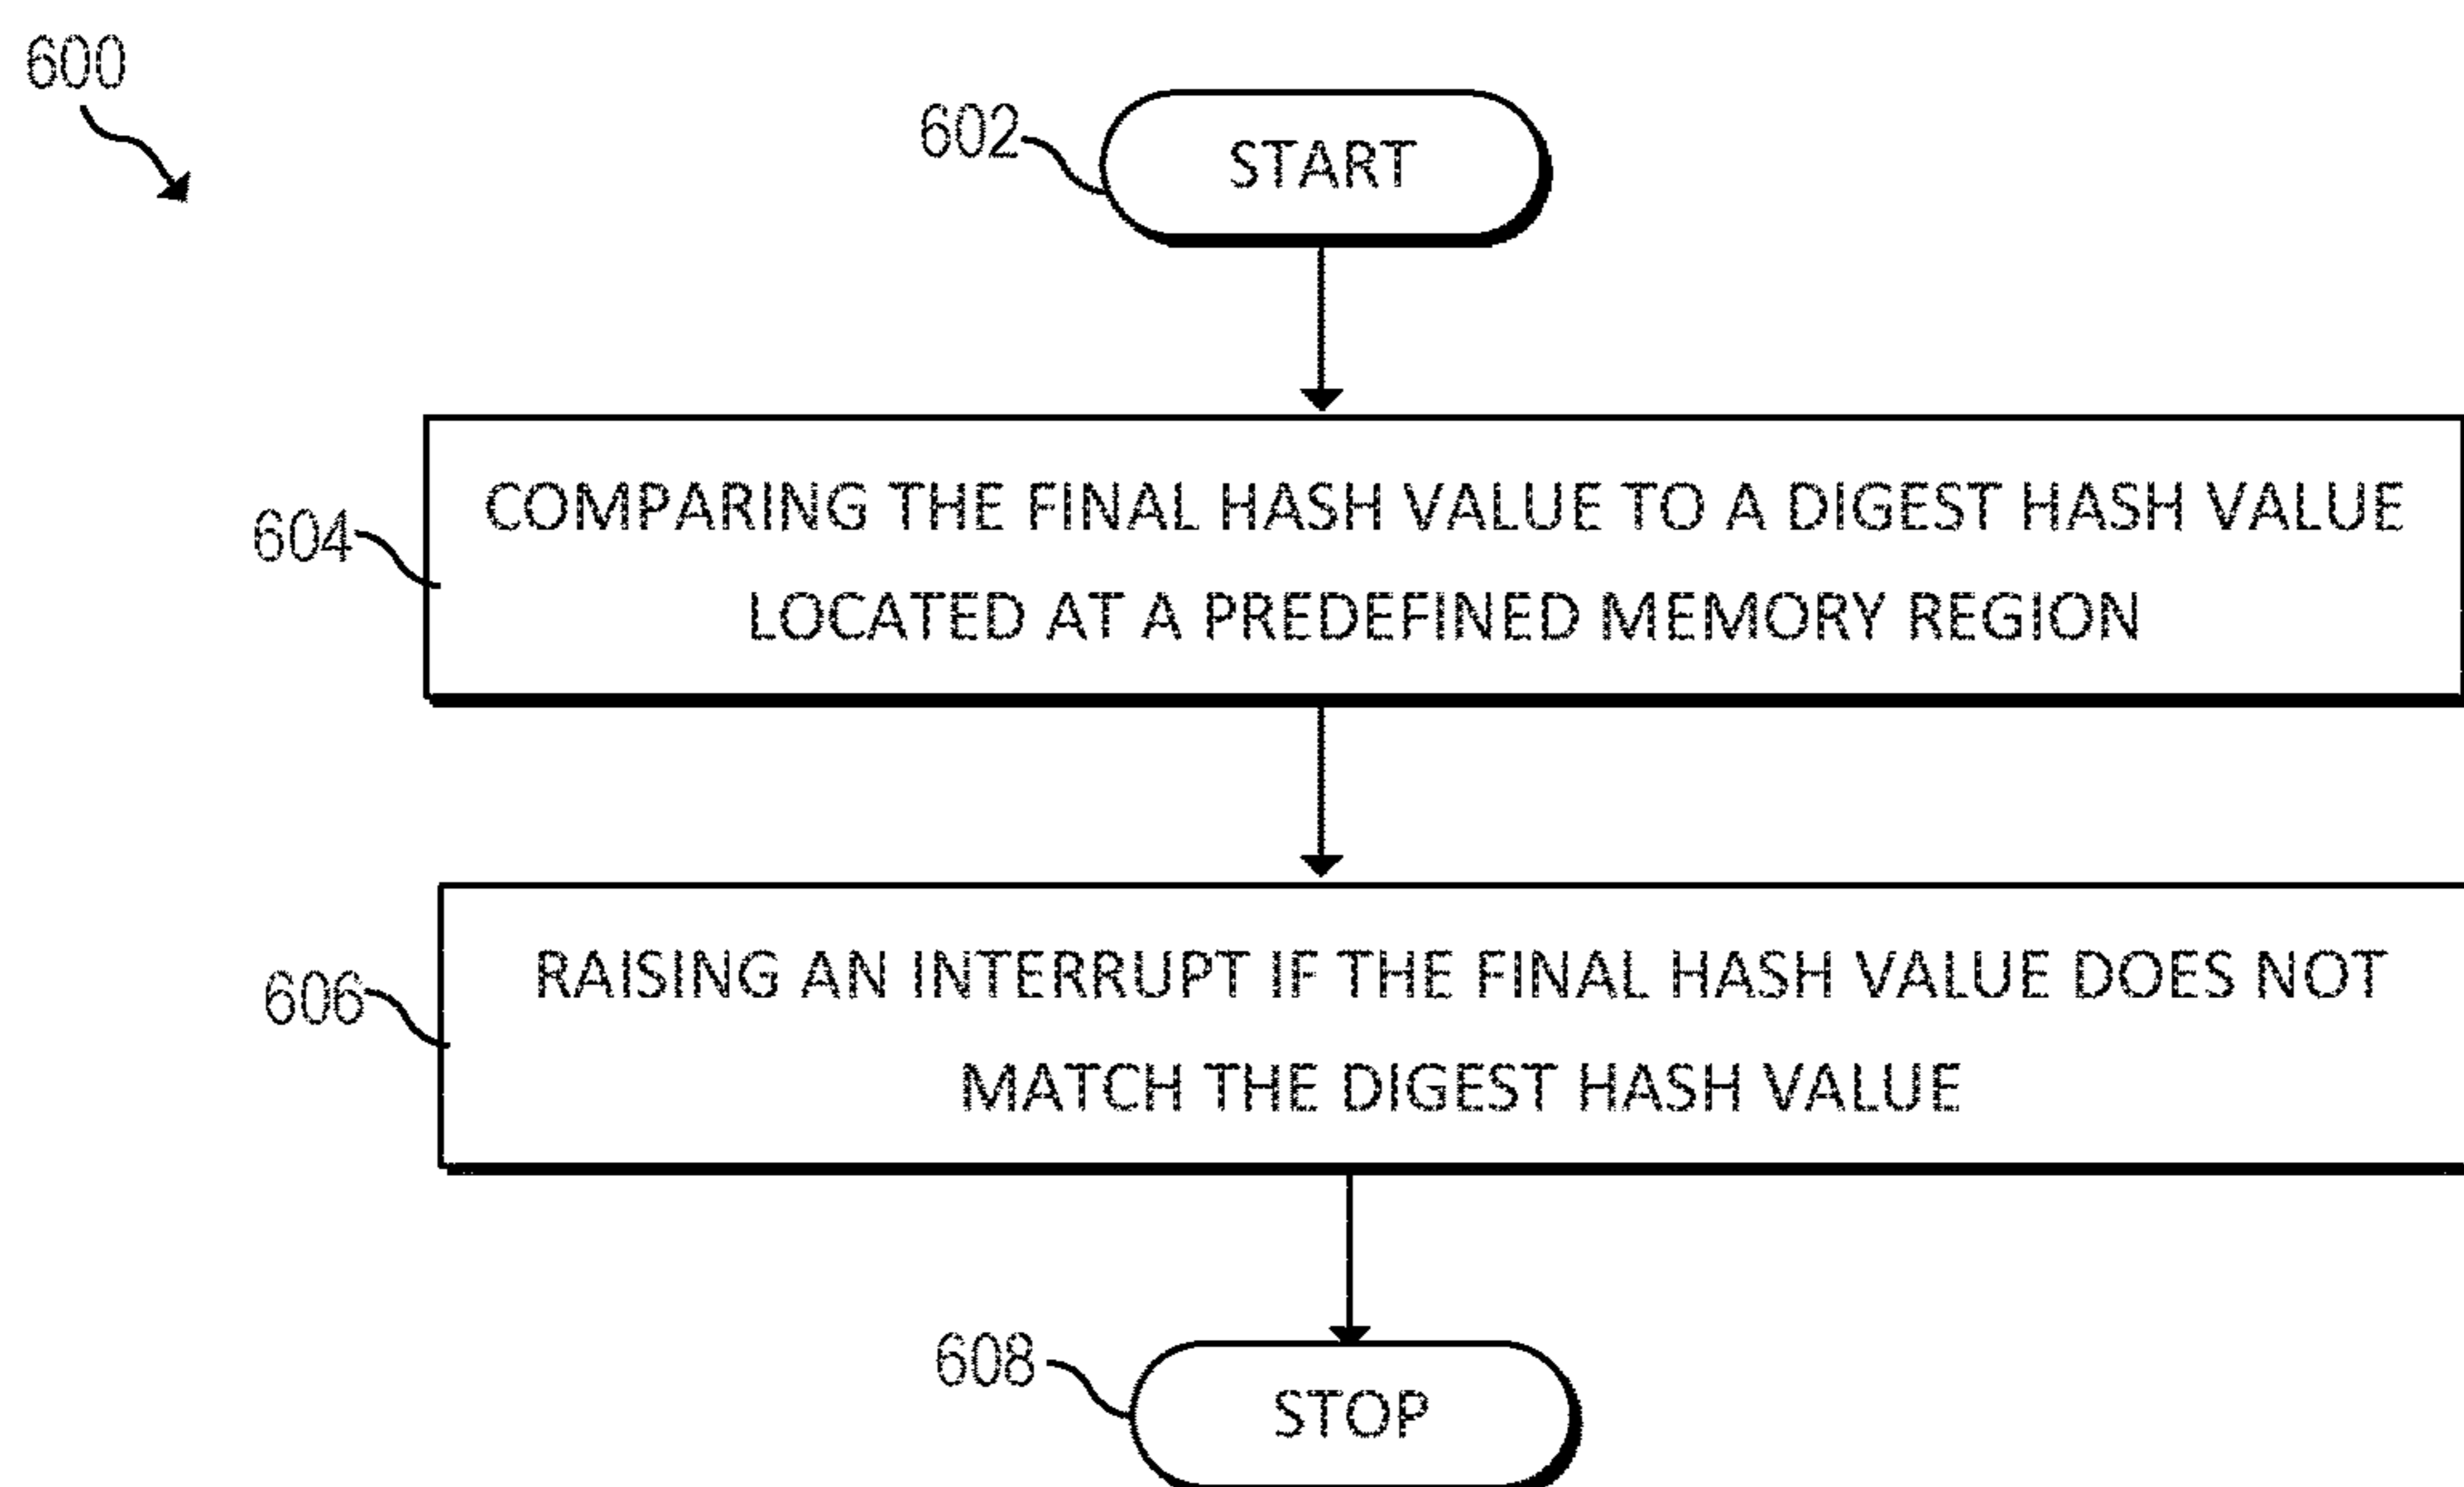 600
602
START
604
COMPARING THE FINAL HASH VALUE TO A DIGEST HASH VALUE
LOCATED AT A PREDEFINED MEMORY REGION
606
RAISING AN INTERRUPT IF THE FINAL HASH VALUE DOES NOT
MATCH THE DIGEST HASH VALUE
608
STOP